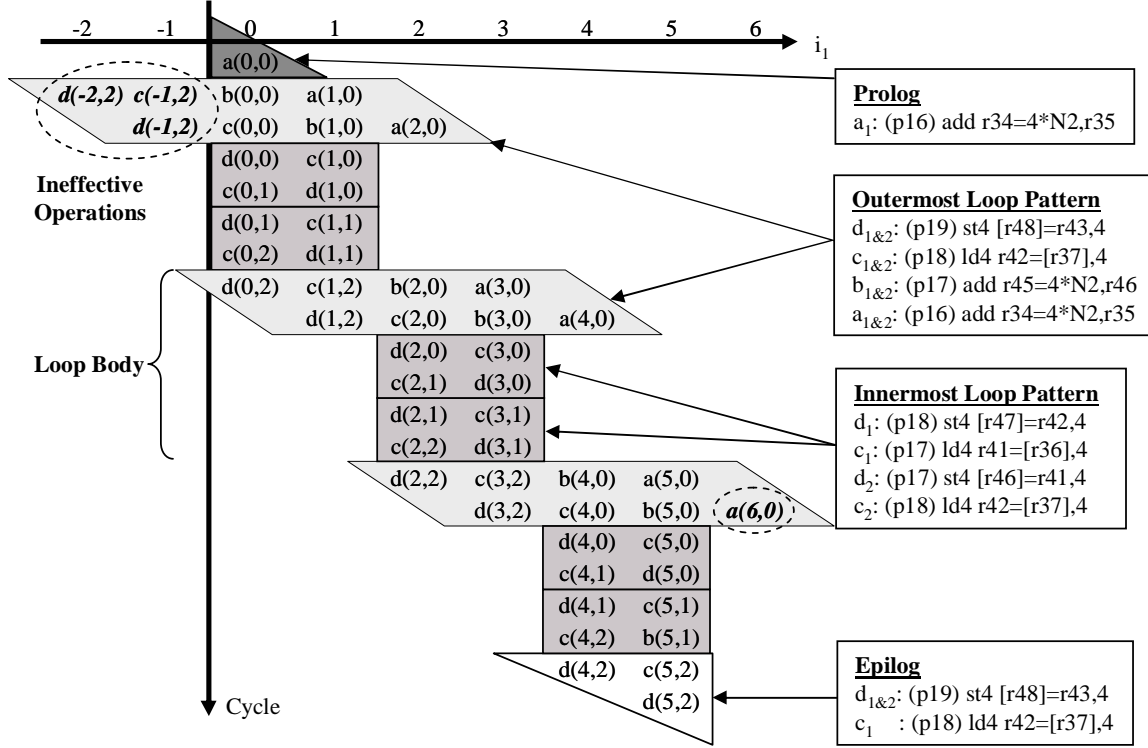 -2 -1 0 1 2 3 4 5 6 i1
a(0,0)
d(-2,2) c(-1,2) b(0,0) a(1,0)
d(-1,2) c(0,0) b(1,0) a(2,0)
d(0,0) c(1,0)
c(0,1) d(1,0)
d(0,1) c(1,1)
c(0,2) d(1,1)
d(0,2) c(1,2) b(2,0) a(3,0)
d(1,2) c(2,0) b(3,0) a(4,0)
d(2,0) c(3,0)
c(2,1) d(3,0)
d(2,1) c(3,1)
c(2,2) d(3,1)
d(2,2) c(3,2) b(4,0) a(5,0)
d(3,2) c(4,0) b(5,0) a(6,0)
d(4,0) c(5,0)
c(4,1) d(5,0)
d(4,1) c(5,1)
c(4,2) b(5,1)
d(4,2) c(5,2)
d(5,2)
Cycle
Ineffective
Operations
Loop Body
Prolog
a1: (p16) add r34=4*N2,r35
Outermost Loop Pattern
d1&2: (p19) st4 [r48]=r43,4
c1&2: (p18) ld4 r42=[r37],4
b1&2: (p17) add r45=4*N2,r46
a1&2: (p16) add r34=4*N2,r35
Innermost Loop Pattern
d1: (p18) st4 [r47]=r42,4
c1: (p17) ld4 r41=[r36],4
d2: (p17) st4 [r46]=r41,4
c2: (p18) ld4 r42=[r37],4
Epilog
d1&2: (p19) st4 [r48]=r43,4
c1 : (p18) ld4 r42=[r37],4